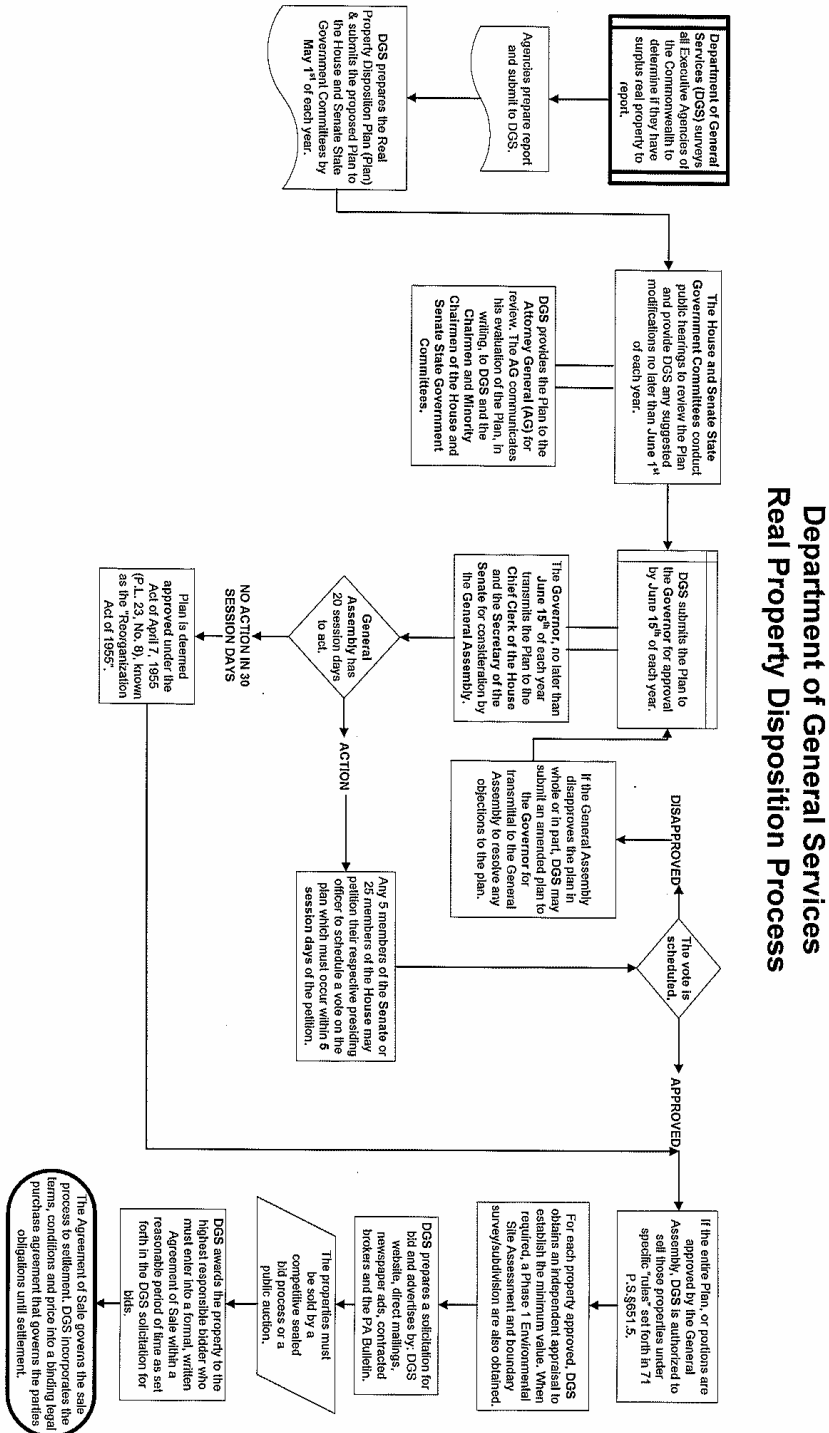 Department of General Services
Real Property Disposition Process
Department of General
Services (DGS) surveys
all Executive Agencies of
the Commonwealth to
determine if they have
surplus real property to
report.
Agencies prepare report
and submit to DGS.
DGS prepares the Real
Property Disposition Plan (Plan)
& submits the proposed Plan to
the House and Senate State
Government Committees by
May 1st of each year.
The House and Senate State
Government Committees conduct
public hearings to review the Plan
and provide DGS any suggested
modifications no later than June 1st
of each year.
DGS provides the Plan to the
Attorney General (AG) for
review. The AG communicates
his evaluation of the Plan, in
writing, to DGS and the
Chairmen and Minority
Chairmen of the House and
Senate State Government
Committees.
DGS submits the Plan to
the Governor for approval
by June 15th of each year.
The Governor, no later than
June 15th of each year
transmits the Plan to the
Chief Clerk of the House
and the Secretary of the
Senate for consideration by
the General Assembly.
General
Assembly has
20 session days
to act.
NO ACTION IN 30
SESSION DAYS
Plan is deemed
approved under the
Act of April 7, 1955
(P.L. 23, No. 8), known
as the "Reorganization
Act of 1955".
ACTION
Any 5 members of the Senate or
25 members of the House may
petition their respective presiding
officer to schedule a vote on the
plan which must occur within 5
session days of the petition.
The vote is
scheduled,
DISAPPROVED
If the General Assembly
disapproves the plan in
whole or in part, DGS may
submit an amended plan to
the Governor for
transmittal to the General
Assembly to resolve any
objections to the plan.
APPROVED
If the entire Plan, or portions are
approved by the General
Assembly, DGS is authorized to
sell those properties under
specific "rules" set forth in 71
P.S.§651.5.
For each property approved, DGS
obtains an independent appraisal to
establish the minimum value. When
required, a Phase 1 Environmental
Site Assessment and boundary
survey/subdivision are also obtained.
DGS prepares a solicitation for
bid and advertises by: DGS
website, direct mailings,
newspaper ads, contracted
brokers and the PA Bulletin.
The properties must
be sold by a
competitive sealed
bid process or a
public auction.
DGS awards the property to the
highest responsible bidder who
must enter into a formal, written
Agreement of Sale within a
reasonable period of time as set
forth in the DGS solicitation for
bids.
The Agreement of Sale governs the sale
process to settlement. DGS incorporates the
terms, conditions and price into a binding legal
purchase agreement that governs the parties
obligations until settlement.